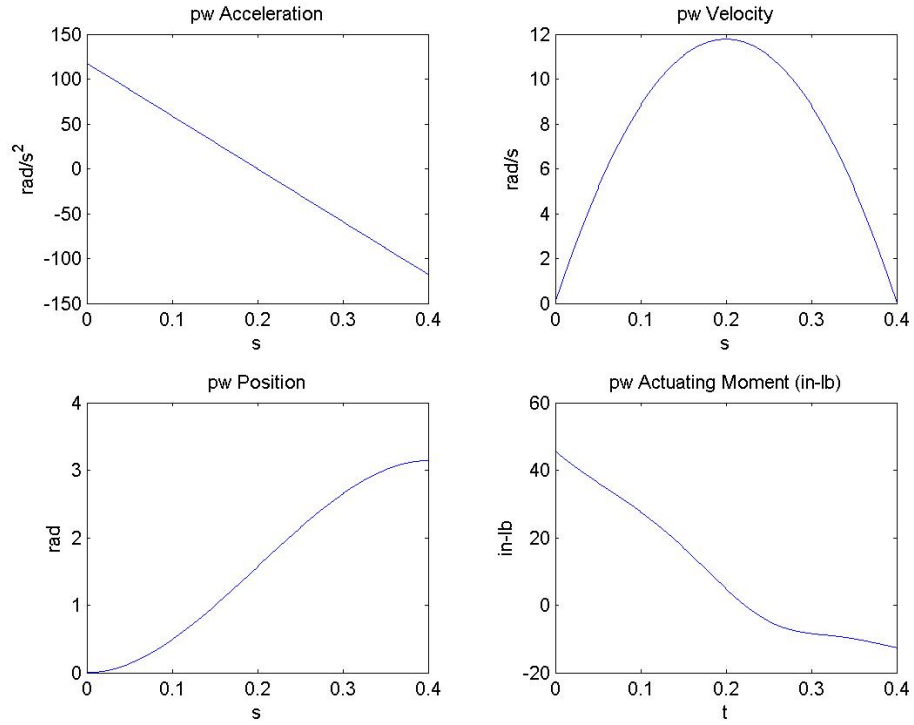 pw Acceleration
150
100
50
0
-50
-100
-150
rad/s²
0 0.1 0.2 0.3 0.4
s
pw Velocity
12
10
8
6
4
2
0
rad/s
0 0.1 0.2 0.3 0.4
s
pw Position
4
3
2
1
0
rad
0 0.1 0.2 0.3 0.4
s
pw Actuating Moment (in-lb)
60
40
20
0
-20
in-lb
0 0.1 0.2 0.3 0.4
t